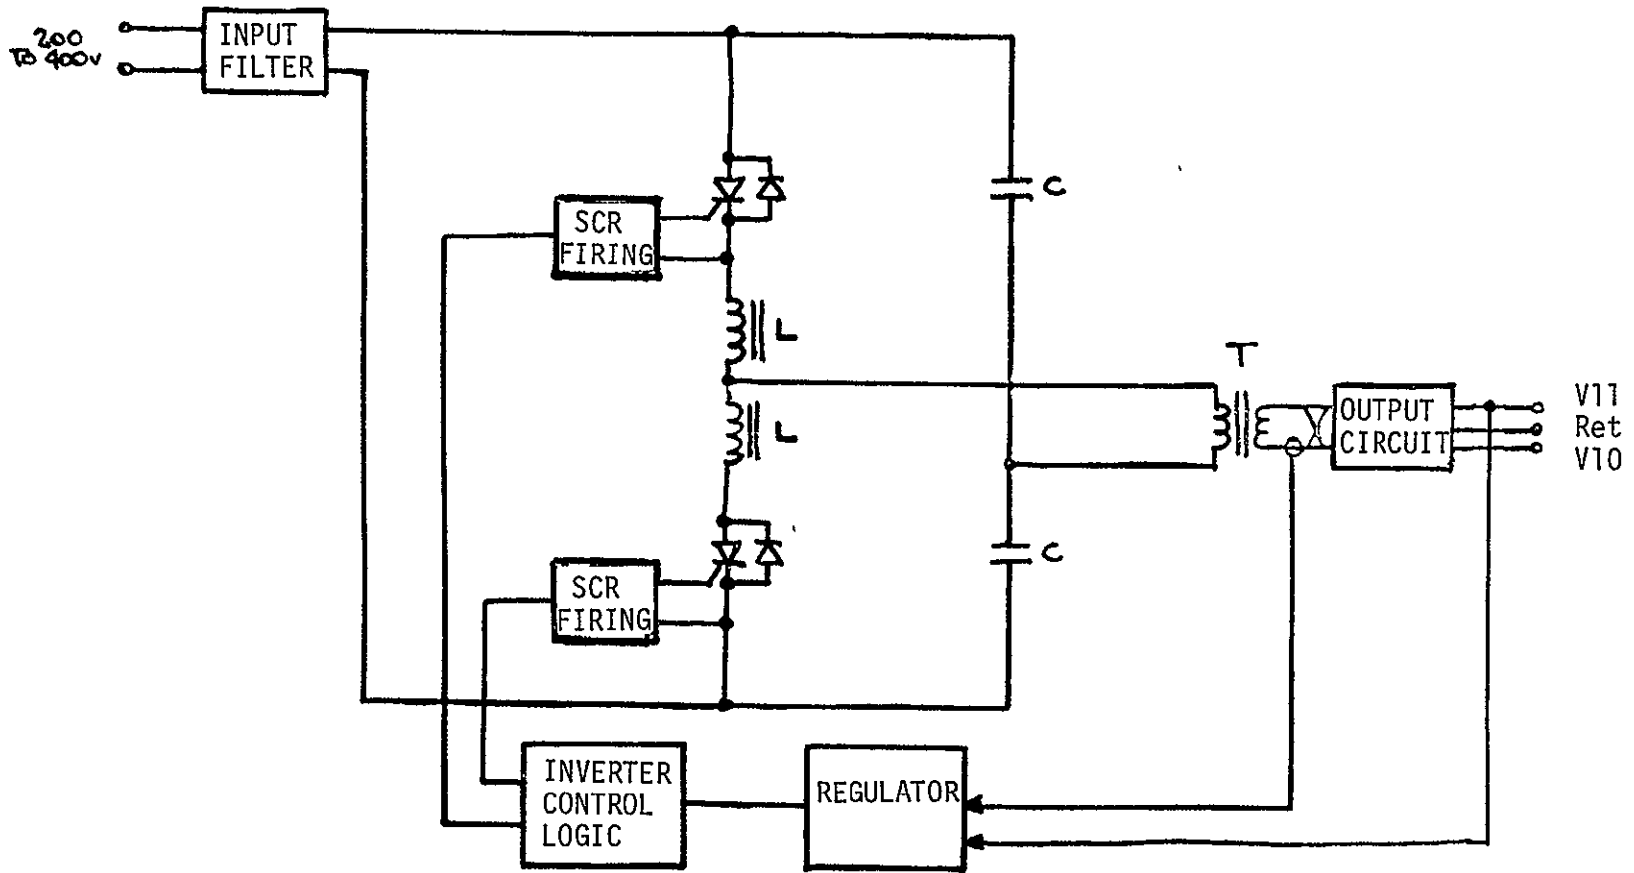 200
TO 400V
INPUT
FILTER
C
SCR
FIRING
L
T
L
OUTPUT
CIRCUIT
V11
Ret
V10
SCR
FIRING
C
INVERTER
CONTROL
LOGIC
REGULATOR